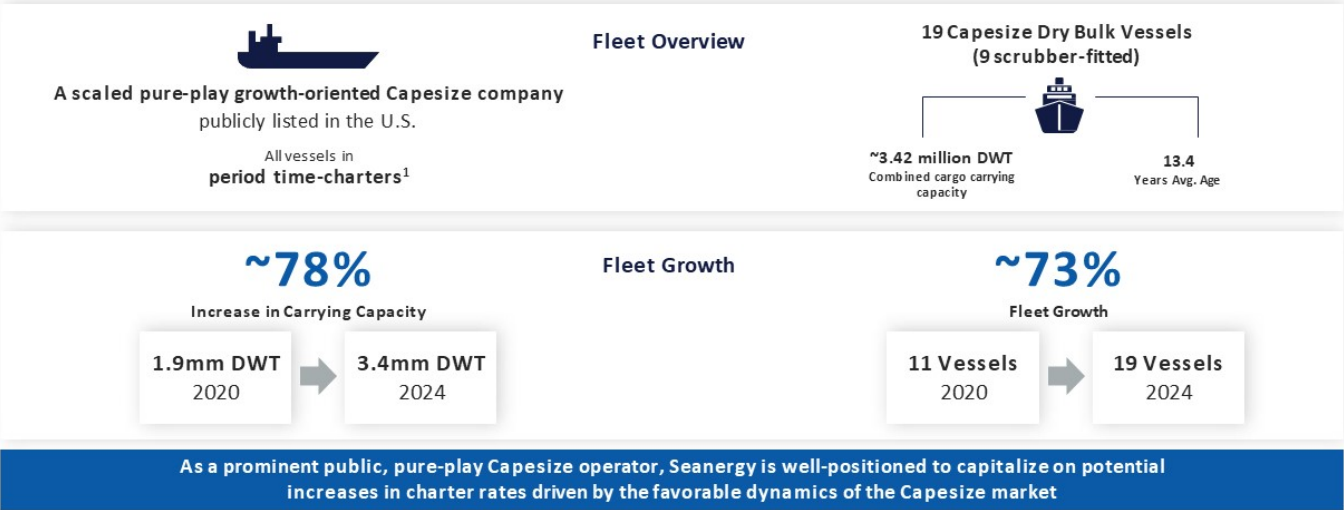 Fleet Overview
A scaled pure-play growth-oriented Capesize company
publicly listed in the U.S.
All vessels in
period time-charters¹
19 Capesize Dry Bulk Vessels
(9 scrubber-fitted)
~3.42 million DWT
Combined cargo carrying
capacity
13.4
Years Avg. Age
Fleet Growth
~78%
Increase in Carrying Capacity
1.9mm DWT
2020
3.4mm DWT
2024
~73%
Fleet Growth
11 Vessels
2020
19 Vessels
2024
As a prominent public, pure-play Capesize operator, Seanergy is well-positioned to capitalize on potential
increases in charter rates driven by the favorable dynamics of the Capesize market